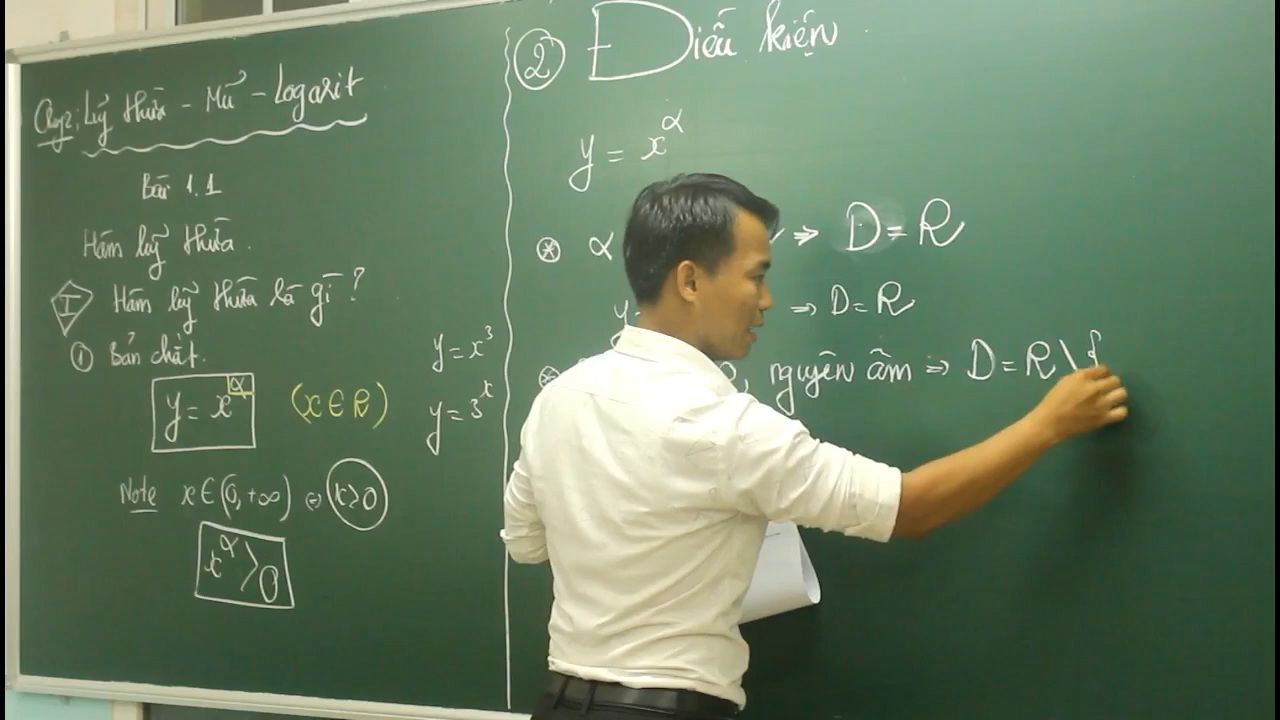 Chap2: Lũy thừa - Mũ - Logarit
Bài 1.1
Hàm lũy thừa.
I Hàm lũy thừa là gì?
① Bản chất.
y = x^α (x ∈ R)
y = x^3
y = 3^x
Note x ∈ (0, +∞) ⇔ x > 0
x^α > 0
② Điều kiện
y = x^α
⊛ α ⇒ D = R
y ⇒ D = R
⊛ nguyên âm ⇒ D = R \ {